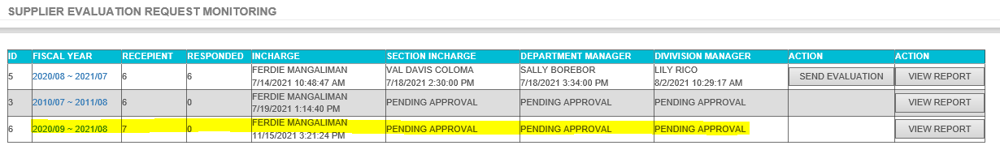 SUPPLIER EVALUATION REQUEST MONITORING
ID FISCAL YEAR RECEPIENT RESPONDED INCHARGE SECTION INCHARGE DEPARTMENT MANAGER DIVIVISION MANAGER ACTION ACTION
5 2020/08 ~ 2021/07 6 6 FERDIE MANGALIMAN VAL DAVIS COLOMA SALLY BOREBOR LILY RICO SEND EVALUATION VIEW REPORT
7/14/2021 10:48:47 AM 7/18/2021 2:30:00 PM 7/18/2021 3:34:00 PM 8/2/2021 10:29:17 AM
3 2010/07 ~ 2011/08 6 0 FERDIE MANGALIMAN PENDING APPROVAL PENDING APPROVAL PENDING APPROVAL VIEW REPORT
7/19/2021 1:14:40 PM
6 2020/09 ~ 2021/08 7 0 FERDIE MANGALIMAN PENDING APPROVAL PENDING APPROVAL PENDING APPROVAL VIEW REPORT
11/15/2021 3:21:24 PM